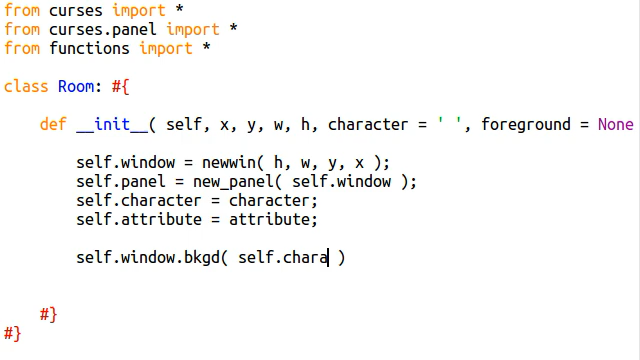 from curses import *
from curses.panel import *
from functions import *
class Room: #{
def __init__( self, x, y, w, h, character = ' ', foreground = None
self.window = newwin( h, w, y, x );
self.panel = new_panel( self.window );
self.character = character;
self.attribute = attribute;
self.window.bkgd( self.chara )
#}
#}